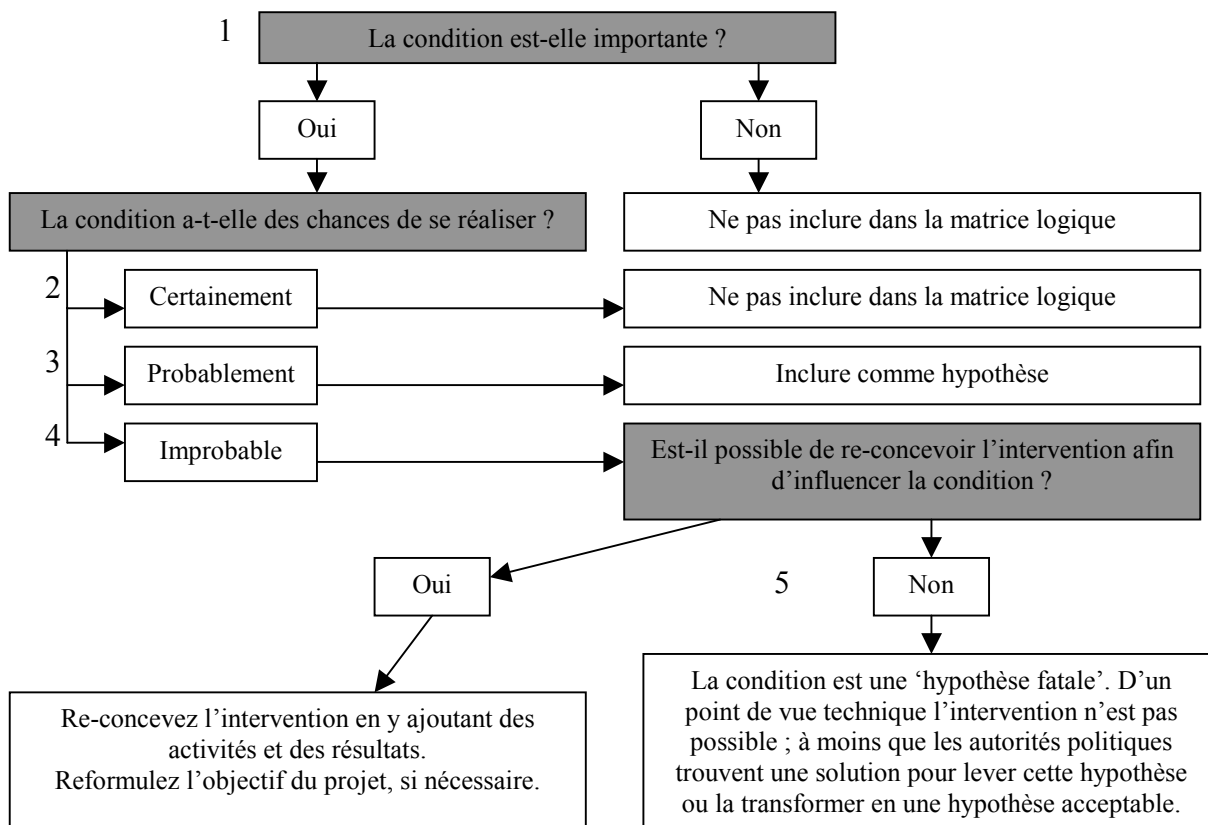 1
La condition est-elle importante ?
Oui
Non
La condition a-t-elle des chances de se réaliser ?
Ne pas inclure dans la matrice logique
2
Certainement
Ne pas inclure dans la matrice logique
3
Probablement
Inclure comme hypothèse
4
Improbable
Est-il possible de re-concevoir l’intervention afin
d’influencer la condition ?
Oui
5
Non
Re-concevez l’intervention en y ajoutant des
activités et des résultats.
Reformulez l’objectif du projet, si nécessaire.
La condition est une ‘hypothèse fatale’. D’un
point de vue technique l’intervention n’est pas
possible ; à moins que les autorités politiques
trouvent une solution pour lever cette hypothèse
ou la transformer en une hypothèse acceptable.